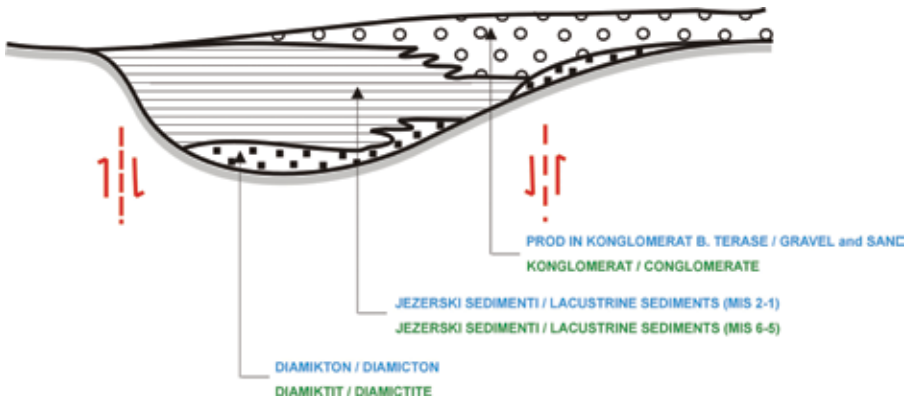 PROD IN KONGLOMERAT B. TERASE / GRAVEL and SAND
KONGLOMERAT / CONGLOMERATE
JEZERSKI SEDIMENTI / LACUSTRINE SEDIMENTS (MIS 2-1)
JEZERSKI SEDIMENTI / LACUSTRINE SEDIMENTS (MIS 6-5)
DIAMIKTON / DIAMICTON
DIAMIKTIT / DIAMICTITE